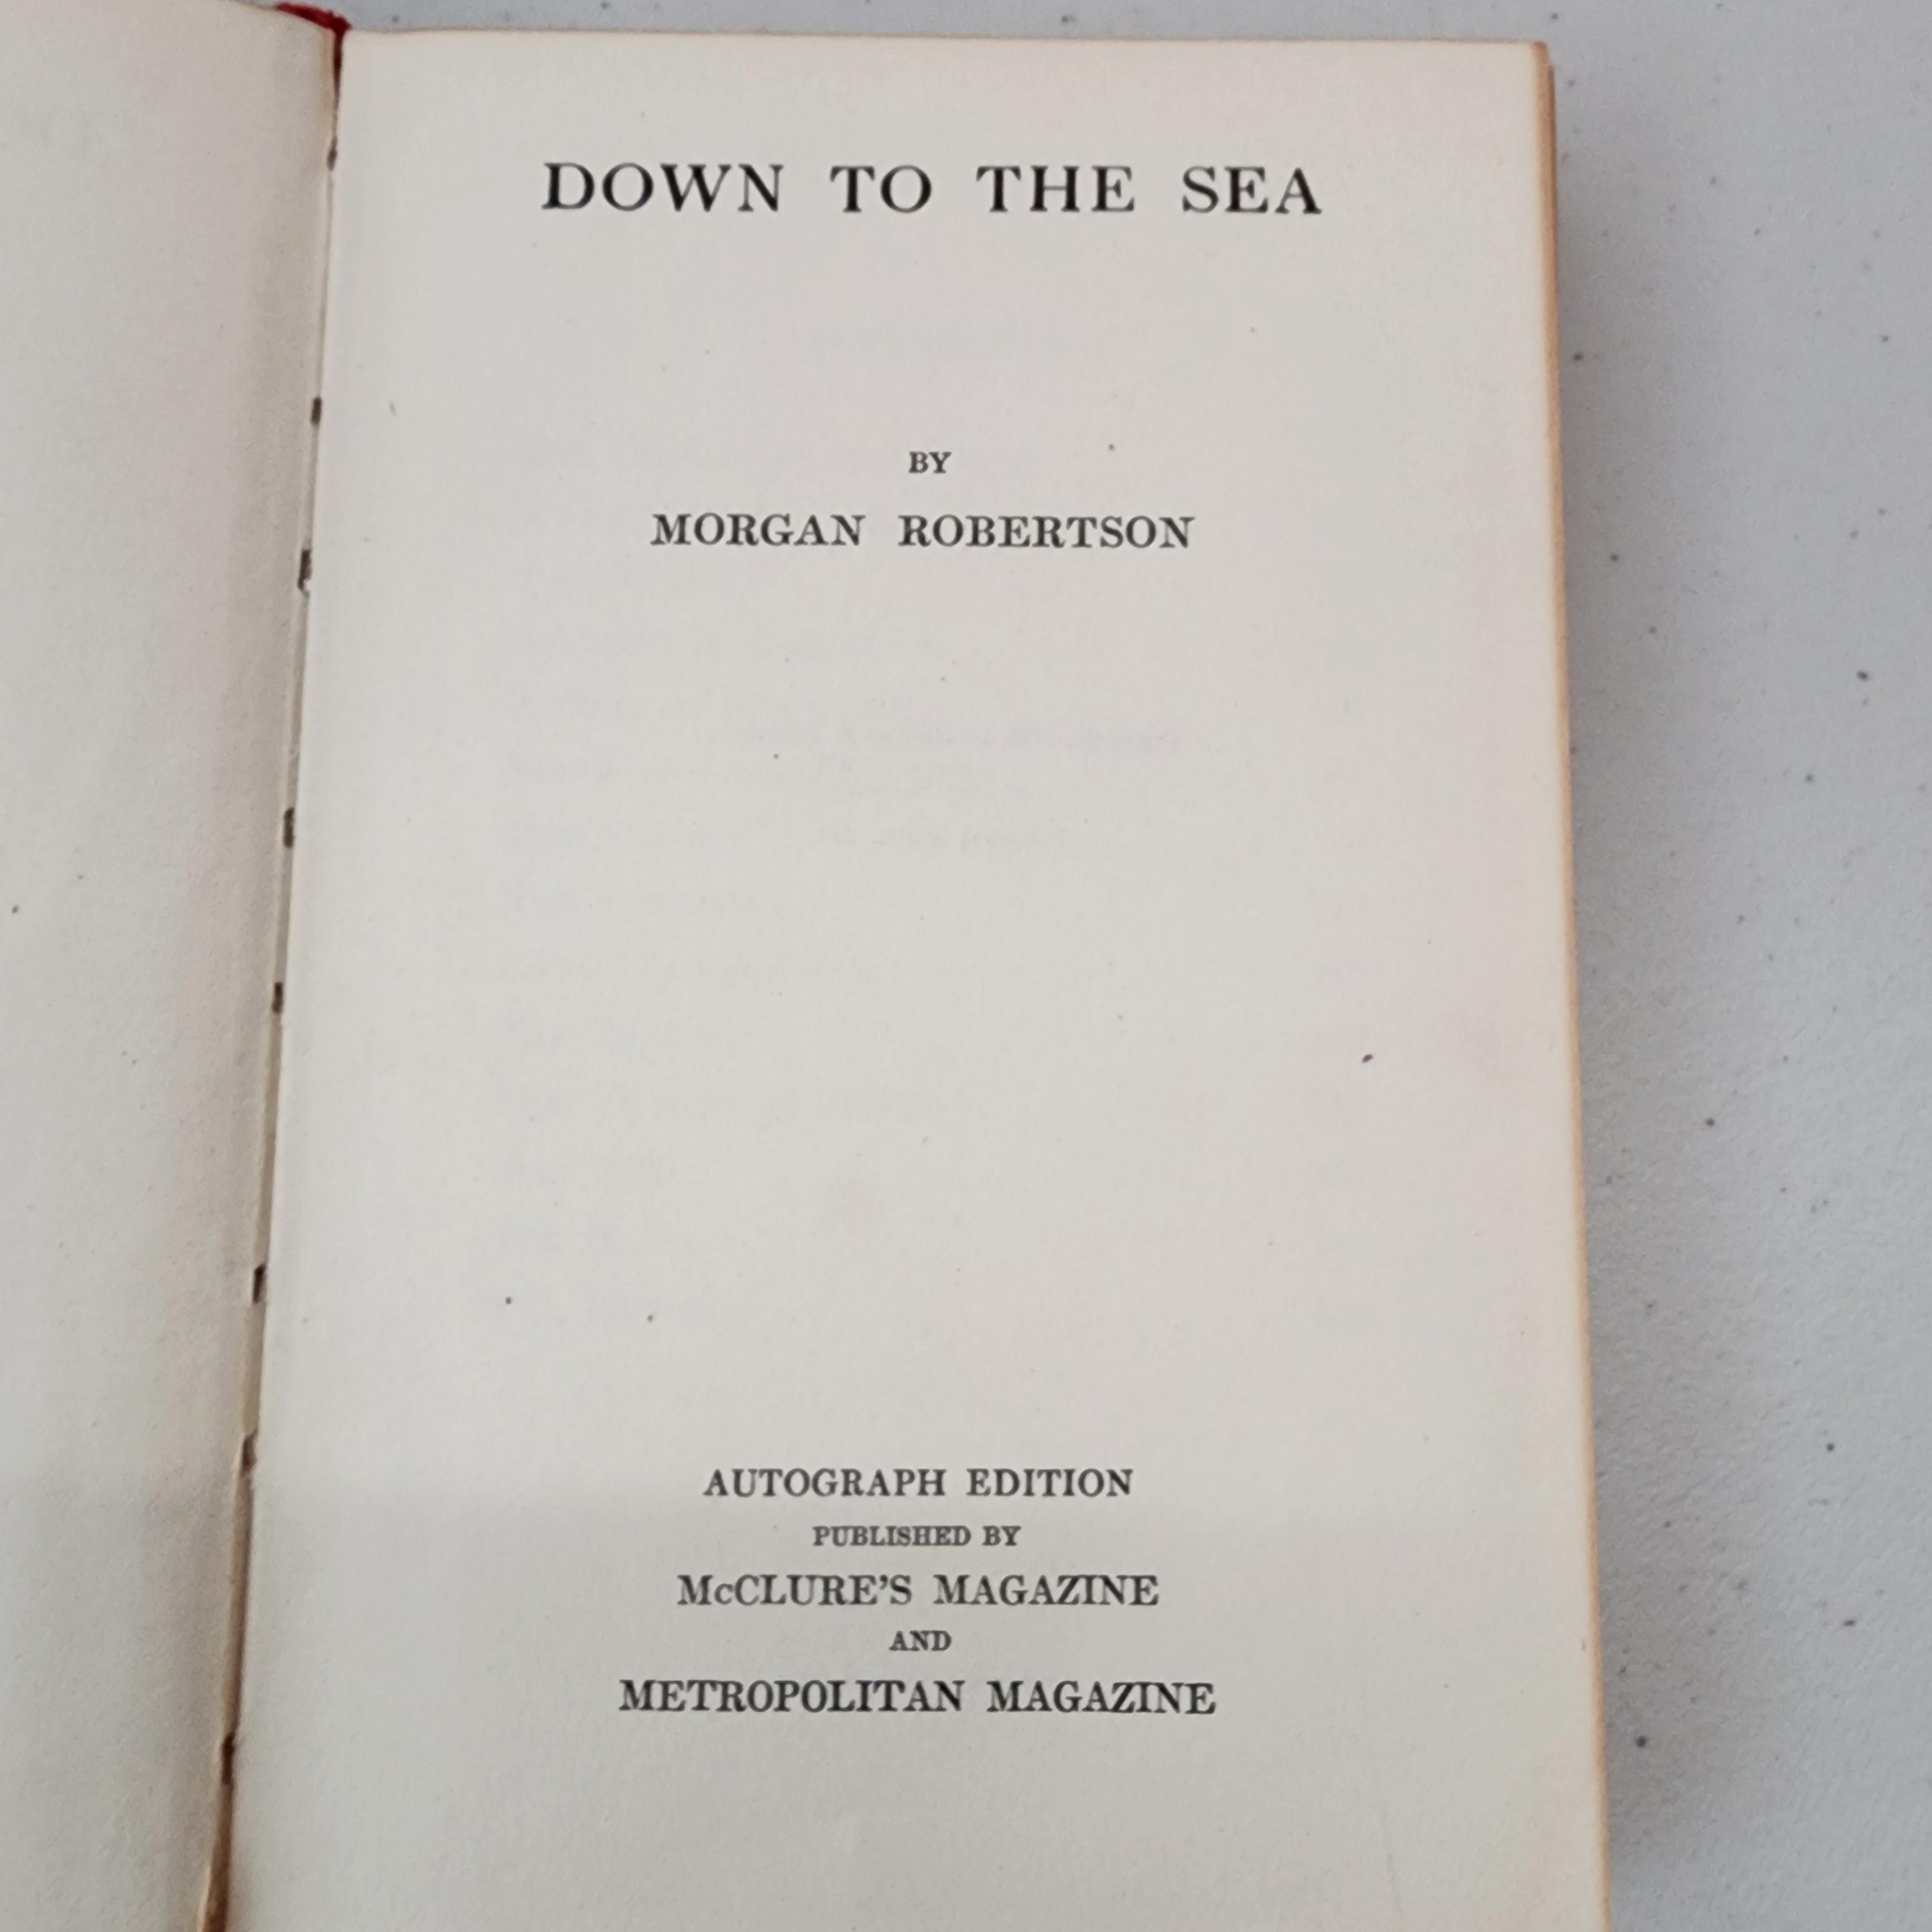 DOWN TO THE SEA
BY
MORGAN ROBERTSON
AUTOGRAPH EDITION
PUBLISHED BY
McCLURE'S MAGAZINE
AND
METROPOLITAN MAGAZINE